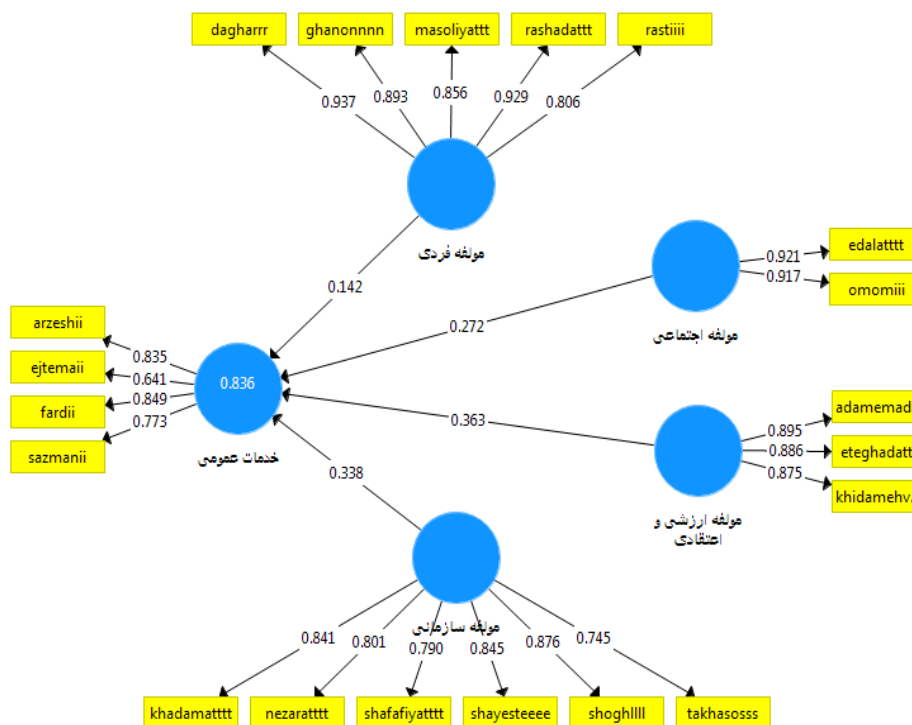 dagharrr ghanonnnn masoliyattt rashadattt rastiiii
0.937 0.893 0.856 0.929 0.806
مولفه فردی
edalatttt
0.921
0.917
omomiii
مولفه اجتماعی
0.142
0.272
arzeshii
0.835
ejtemaii
0.641
0.836
fardii
0.849
0.773
sazmanii
خدمات عمومی
0.363
adamemad
0.895
0.886
eteghadatt
0.875
khidamehv.
مولفه ارزشی و
اعتقادی
0.338
مولفه سازمانی
0.841 0.801 0.790 0.845 0.876 0.745
khadamatttt nezaratttt shafafiyatttt shayesteeee shoghllll takhasosss